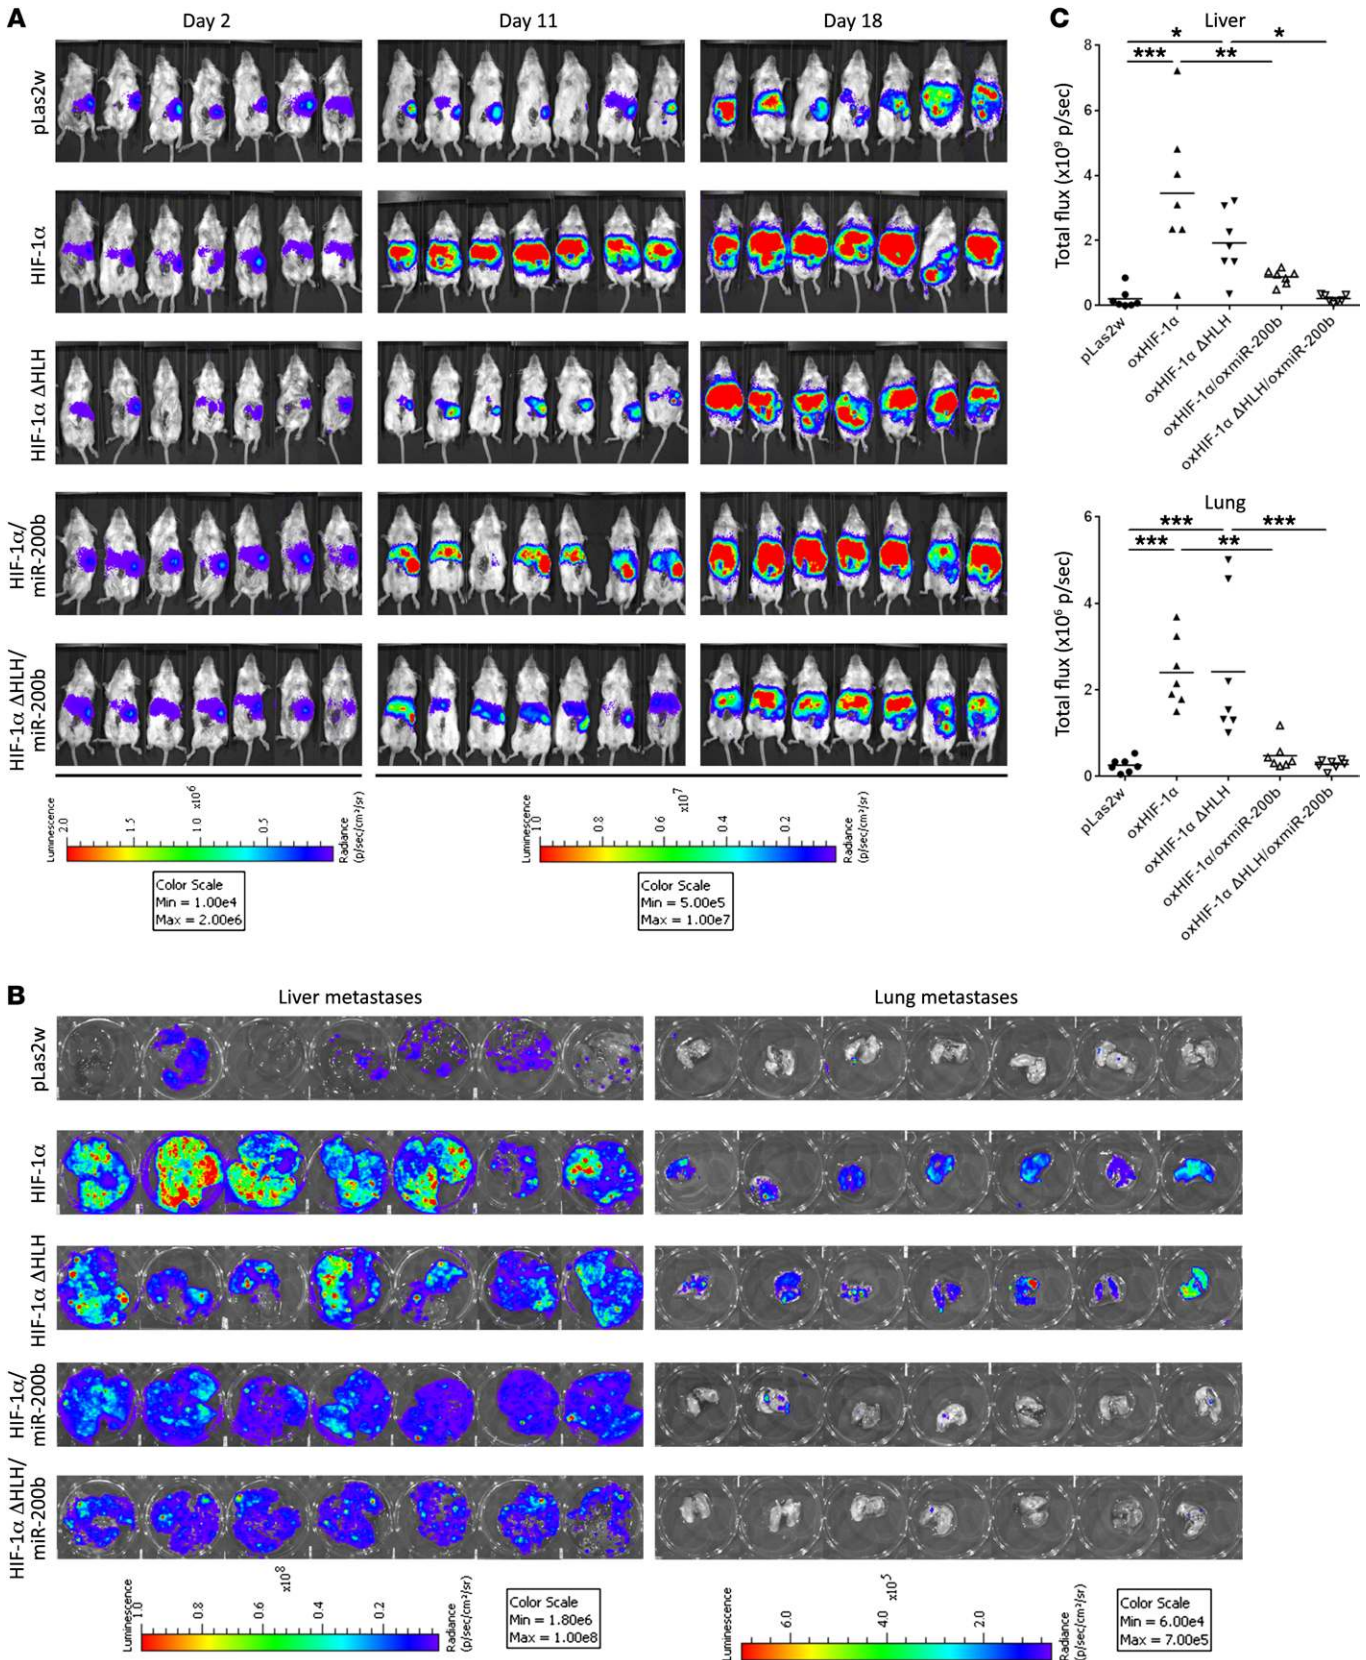 A
Day 2
Day 11
Day 18
pLas2w
HIF-1α
HIF-1α ΔHLH
HIF-1α/
miR-200b
HIF-1α ΔHLH/
miR-200b
Luminescence
2.0
1.5
x10⁶
1.0
0.5
Radiance
(p/sec/cm²/sr)
Color Scale
Min = 1.00e4
Max = 2.00e6
Luminescence
1.0
0.8
0.6
x10⁷
0.4
0.2
Radiance
(p/sec/cm²/sr)
Color Scale
Min = 5.00e5
Max = 1.00e7
C
Liver
* *
*** **
Total flux (x10⁹ p/sec)
8
6
4
2
0
pLas2w
oxHIF-1α
oxHIF-1α ΔHLH
oxHIF-1α/oxmiR-200b
oxHIF-1α ΔHLH/oxmiR-200b
Lung
*** ***
*** **
Total flux (x10⁶ p/sec)
6
4
2
0
pLas2w
oxHIF-1α
oxHIF-1α ΔHLH
oxHIF-1α/oxmiR-200b
oxHIF-1α ΔHLH/oxmiR-200b
B
Liver metastases
Lung metastases
pLas2w
HIF-1α
HIF-1α ΔHLH
HIF-1α/
miR-200b
HIF-1α ΔHLH/
miR-200b
Luminescence
1.0
0.8
0.6
x10⁸
0.4
0.2
Radiance
(p/sec/cm²/sr)
Color Scale
Min = 1.80e6
Max = 1.00e8
Luminescence
6.0
4.0
x10⁵
2.0
Radiance
(p/sec/cm²/sr)
Color Scale
Min = 6.00e4
Max = 7.00e5